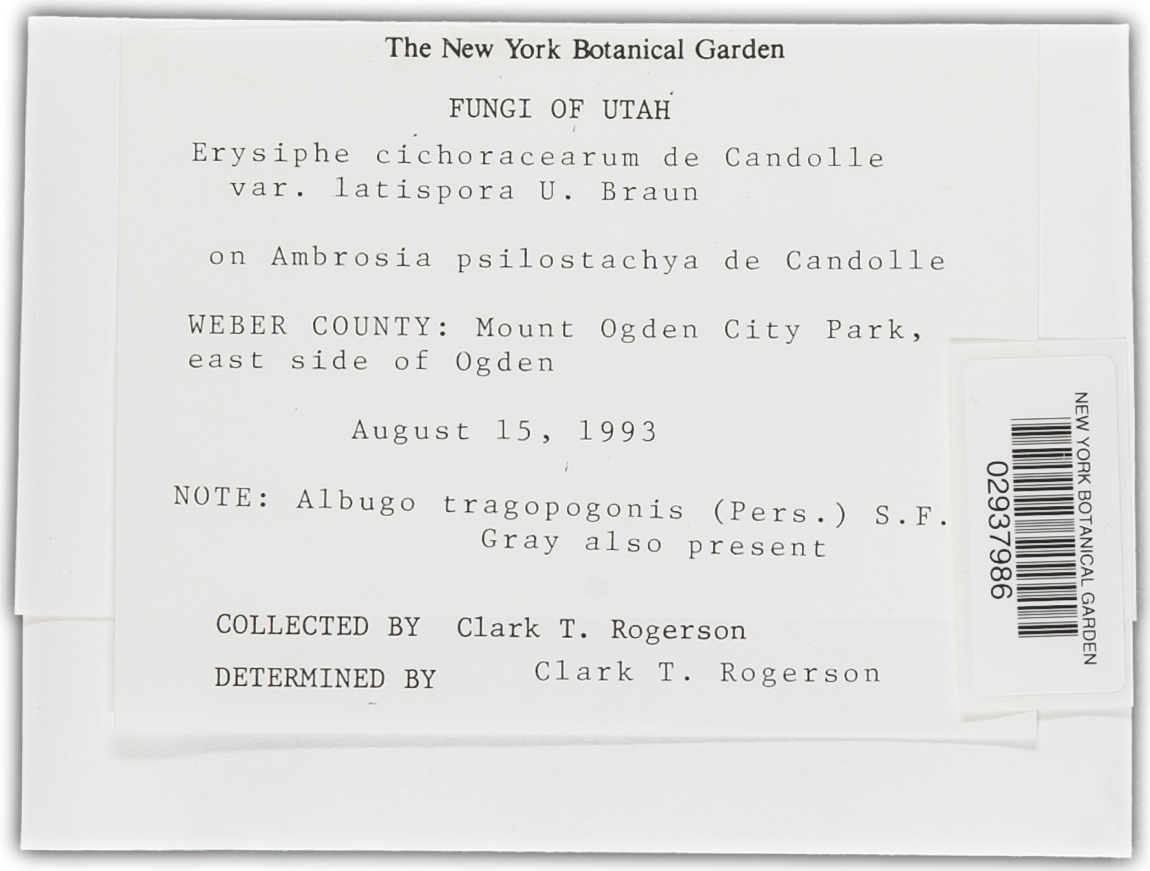 The New York Botanical Garden
FUNGI OF UTAH
Erysiphe cichoracearum de Candolle
var. latispora U. Braun
on Ambrosia psilostachya de Candolle
WEBER COUNTY: Mount Ogden City Park,
east side of Ogden
August 15, 1993
NOTE: Albugo tragopogonis (Pers.) S.F.
Gray also present
COLLECTED BY Clark T. Rogerson
DETERMINED BY Clark T. Rogerson
NEW YORK BOTANICAL GARDEN
02937986